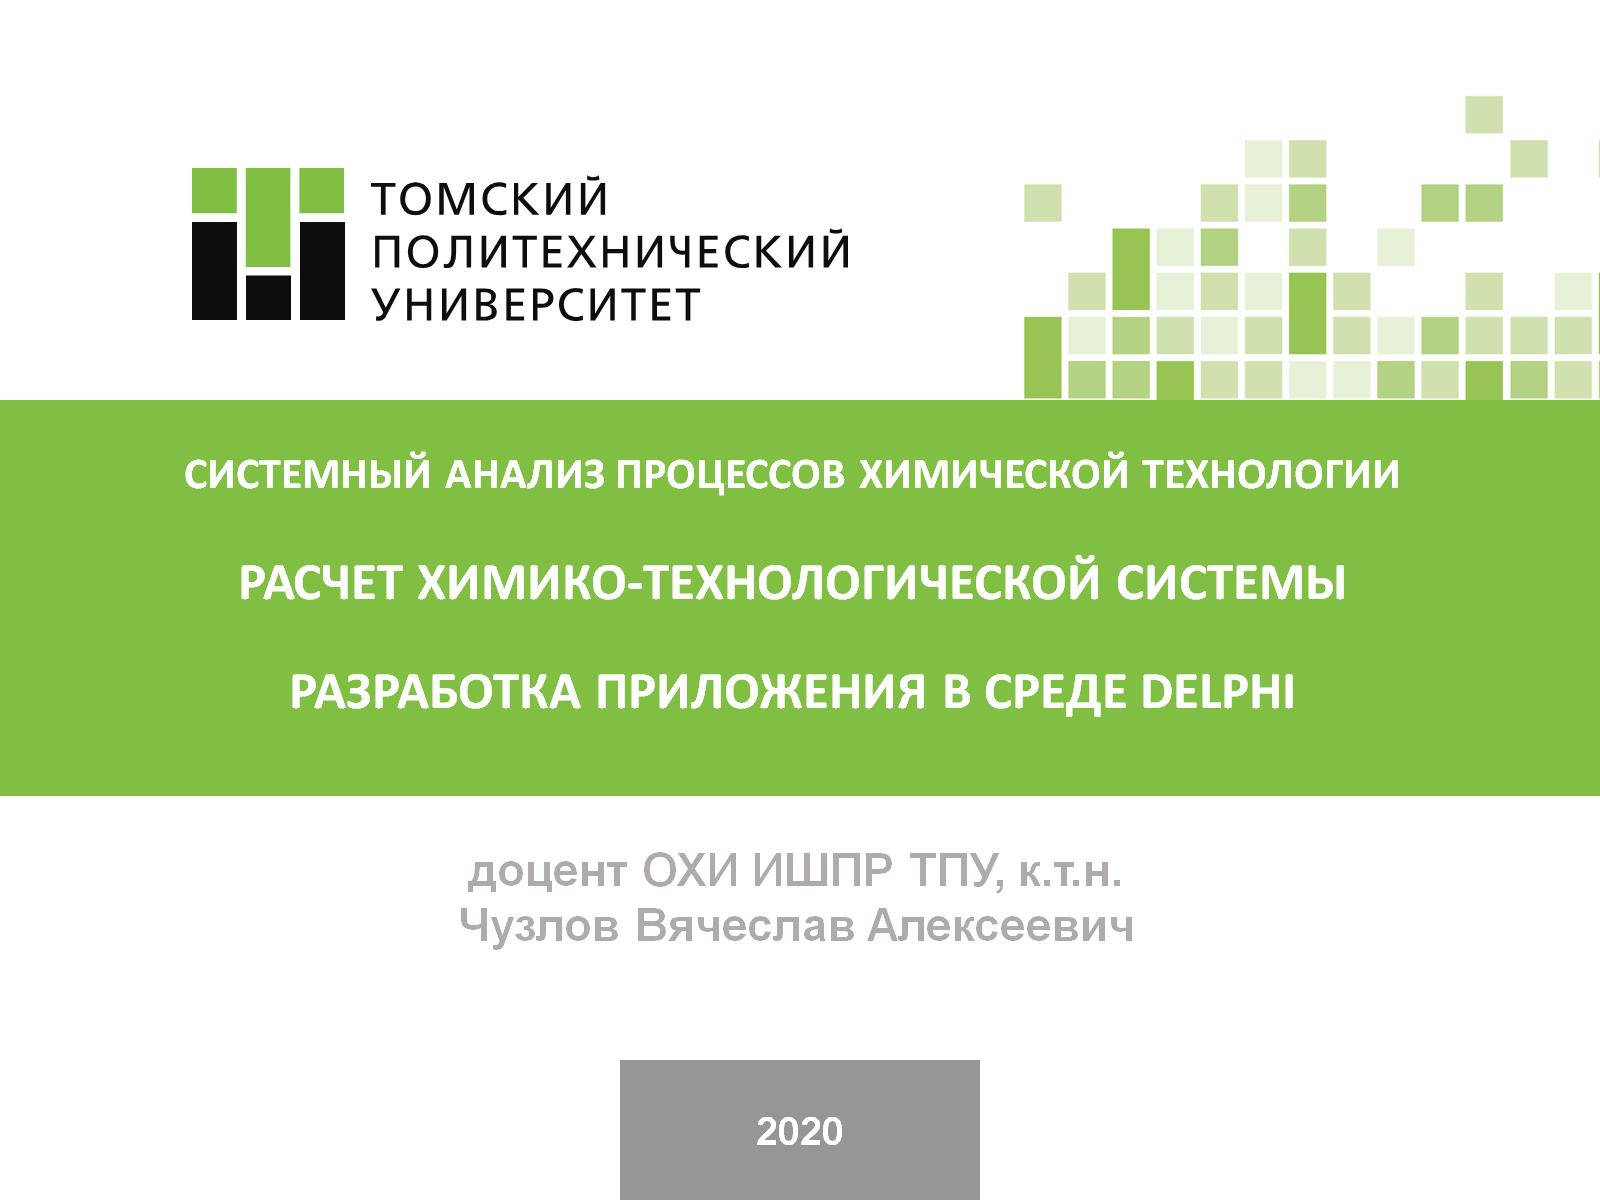 ТОМСКИЙ
ПОЛИТЕХНИЧЕСКИЙ
УНИВЕРСИТЕТ
СИСТЕМНЫЙ АНАЛИЗ ПРОЦЕССОВ ХИМИЧЕСКОЙ ТЕХНОЛОГИИ
РАСЧЕТ ХИМИКО-ТЕХНОЛОГИЧЕСКОЙ СИСТЕМЫ
РАЗРАБОТКА ПРИЛОЖЕНИЯ В СРЕДЕ DELPHI
доцент ОХИ ИШПР ТПУ, к.т.н.
Чузлов Вячеслав Алексеевич
2020